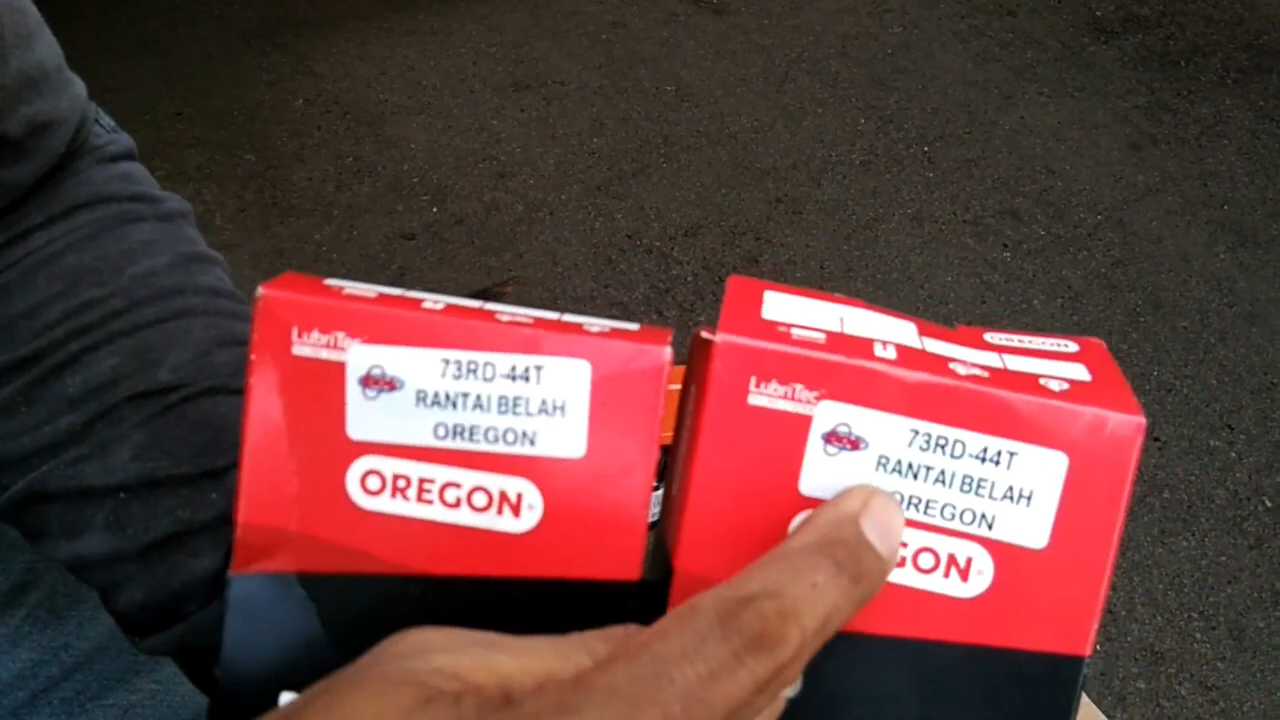 LubriTec
73RD-44T
RANTAI BELAH
OREGON
OREGON
OREGON
LubriTec
73RD-44T
RANTAI BELAH
OREGON
GON